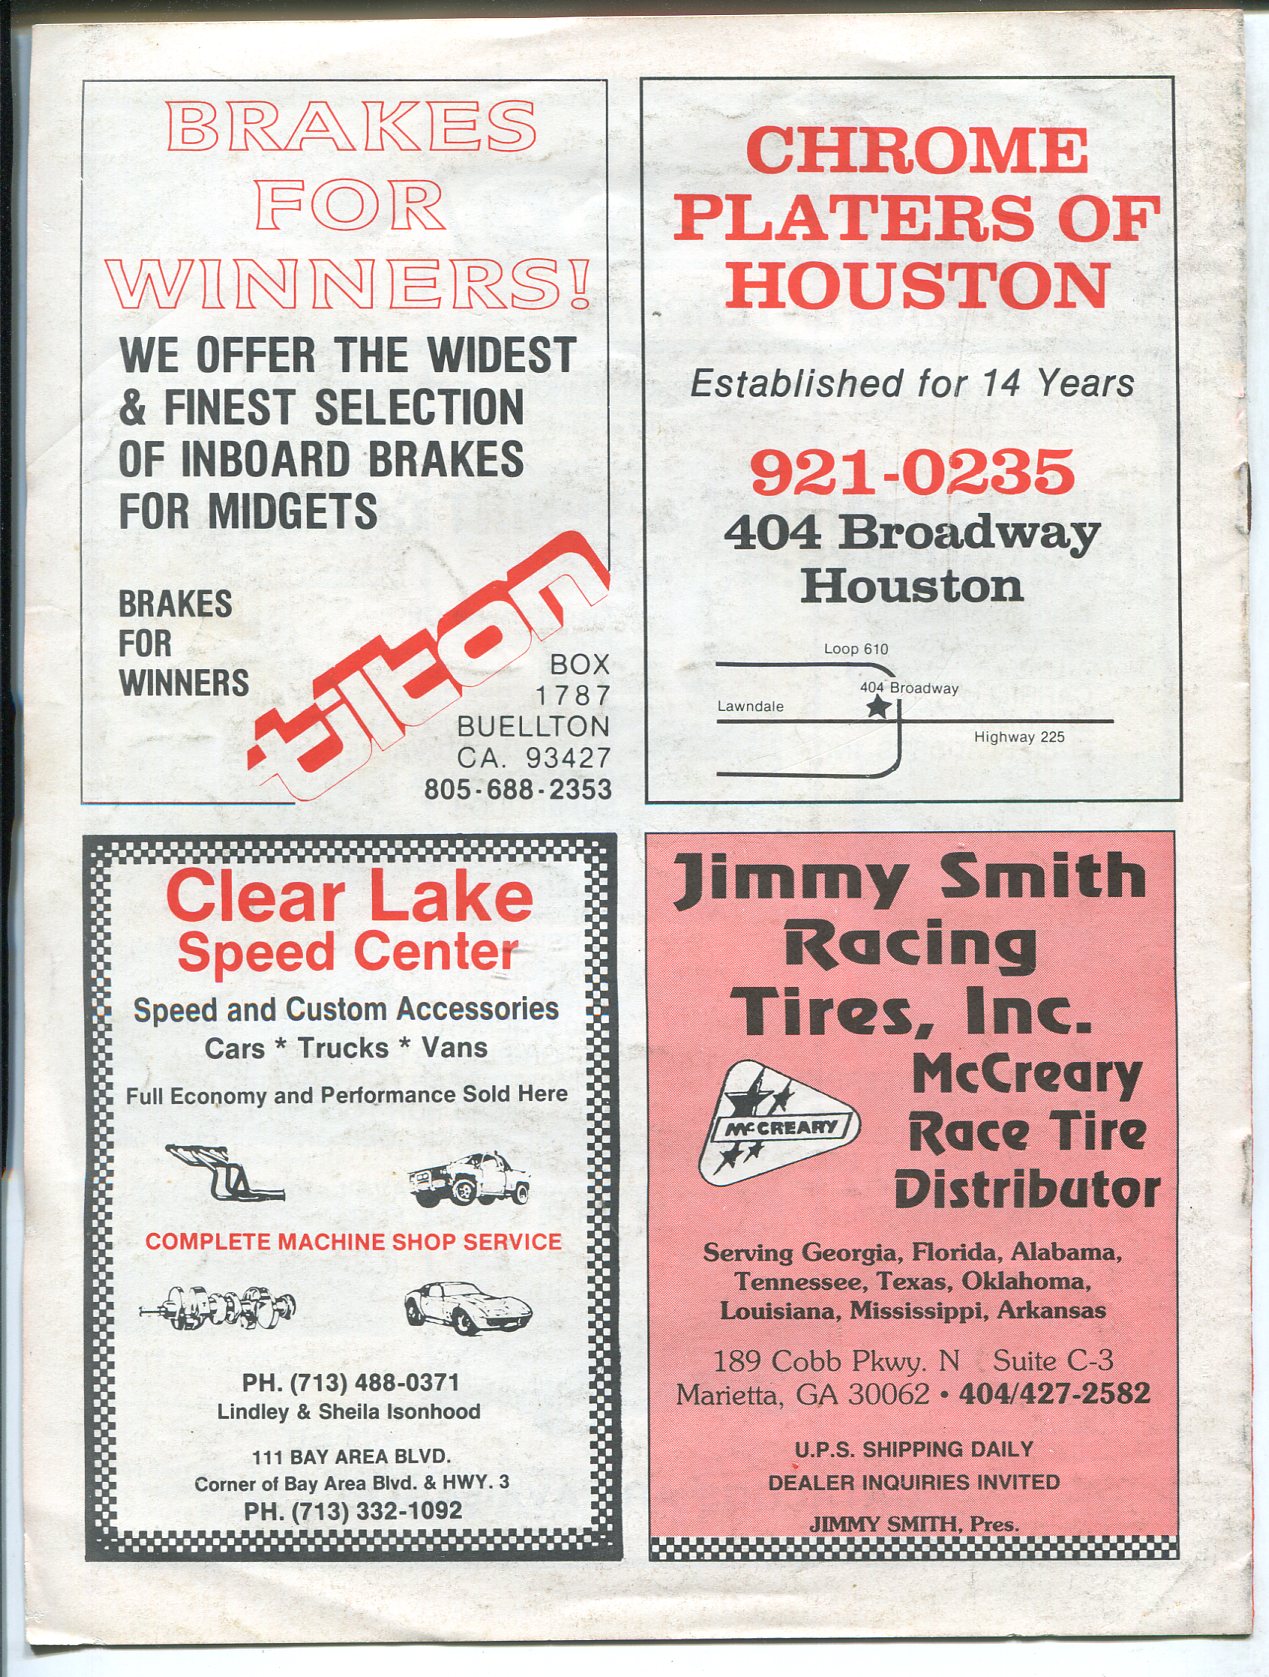 BRAKES
FOR
WINNERS!
WE OFFER THE WIDEST
& FINEST SELECTION
OF INBOARD BRAKES
FOR MIDGETS
BRAKES
FOR
WINNERS
tilton
BOX
1787
BUELLTON
CA. 93427
805-688-2353
CHROME
PLATERS OF
HOUSTON
Established for 14 Years
921-0235
404 Broadway
Houston
Loop 610
404 Broadway
Lawndale
Highway 225
Clear Lake
Speed Center
Speed and Custom Accessories
Cars * Trucks * Vans
Full Economy and Performance Sold Here
COMPLETE MACHINE SHOP SERVICE
PH. (713) 488-0371
Lindley & Sheila Isonhood
111 BAY AREA BLVD.
Corner of Bay Area Blvd. & HWY. 3
PH. (713) 332-1092
Jimmy Smith
Racing
Tires, Inc.
McCreary
Race Tire
Distributor
McCREARY
Serving Georgia, Florida, Alabama,
Tennessee, Texas, Oklahoma,
Louisiana, Mississippi, Arkansas
189 Cobb Pkwy. N Suite C-3
Marietta, GA 30062 • 404/427-2582
U.P.S. SHIPPING DAILY
DEALER INQUIRIES INVITED
JIMMY SMITH, Pres.